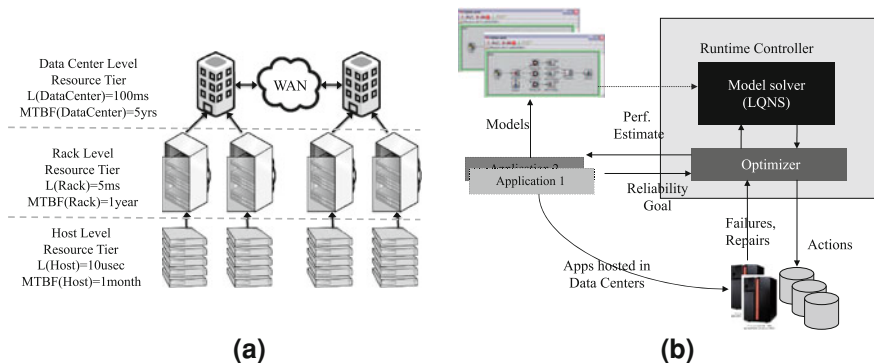 Data Center Level
Resource Tier
L(DataCenter)=100ms
MTBF(DataCenter)=5yrs
WAN
Rack Level
Resource Tier
L(Rack)=5ms
MTBF(Rack)=1year
Host Level
Resource Tier
L(Host)=10usec
MTBF(Host)=1month
(a)
Runtime Controller
Model solver
(LQNS)
Models
Perf.
Estimate
Optimizer
Application 1
Reliability
Goal
Failures,
Repairs
Actions
Apps hosted in
Data Centers
(b)